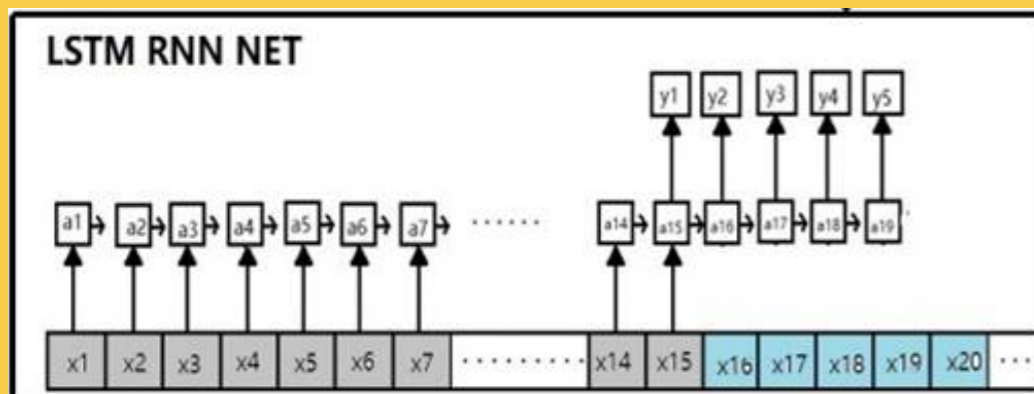 LSTM RNN NET
y1 y2 y3 y4 y5
a1 a2 a3 a4 a5 a6 a7 ...... a14 a15 a16 a17 a18 a19
x1 x2 x3 x4 x5 x6 x7 ......... x14 x15 x16 x17 x18 x19 x20 ....